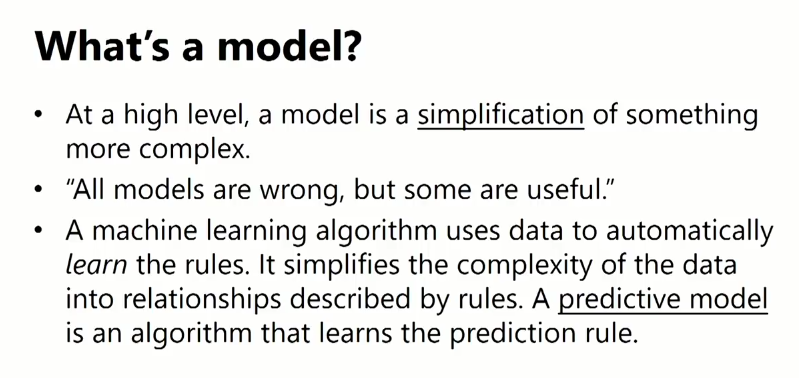 What's a model?
• At a high level, a model is a simplification of something
more complex.
• "All models are wrong, but some are useful."
• A machine learning algorithm uses data to automatically
learn the rules. It simplifies the complexity of the data
into relationships described by rules. A predictive model
is an algorithm that learns the prediction rule.